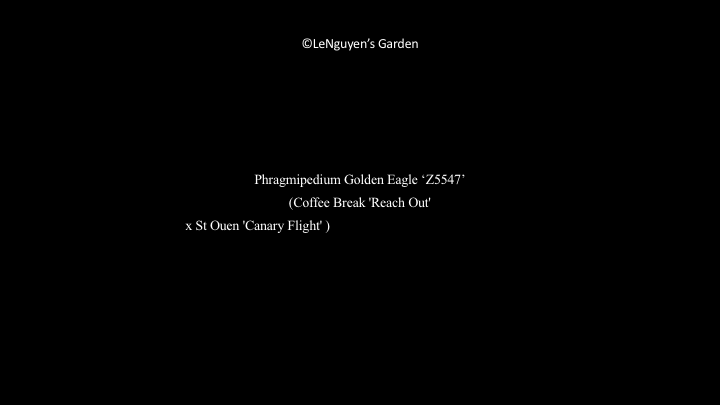 ©LeNguyen’s Garden
Phragmipedium Golden Eagle ‘Z5547’
(Coffee Break 'Reach Out'
x St Ouen 'Canary Flight' )